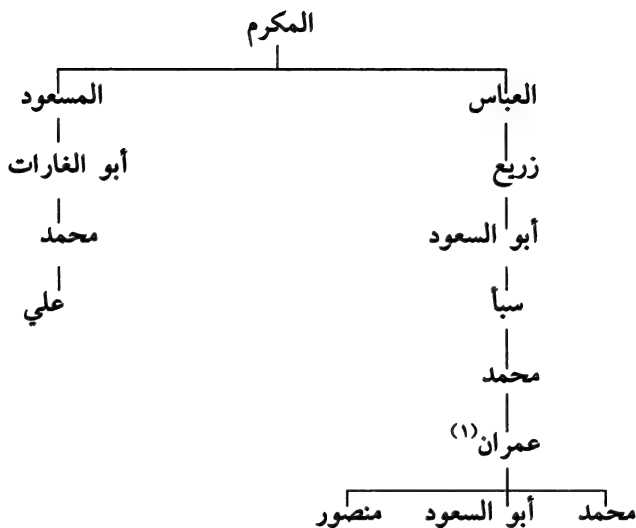 المكرم
العباس المسعود
زريع أبو الغارات
أبو السعود محمد
سبأ علي
محمد
عمران(١)
محمد أبو السعود منصور